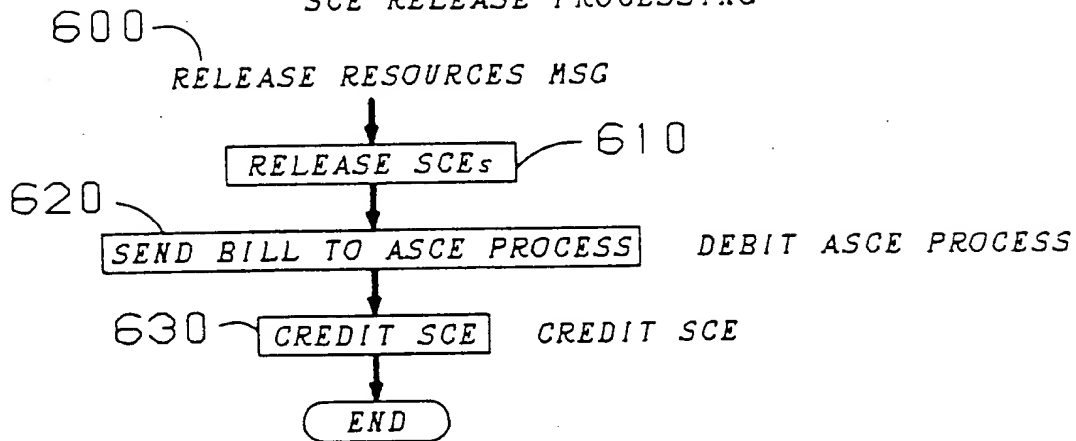 SCE RELEASE PROCESSING
600
RELEASE RESOURCES MSG
RELEASE SCEs
610
620
SEND BILL TO ASCE PROCESS
DEBIT ASCE PROCESS
630
CREDIT SCE
CREDIT SCE
END